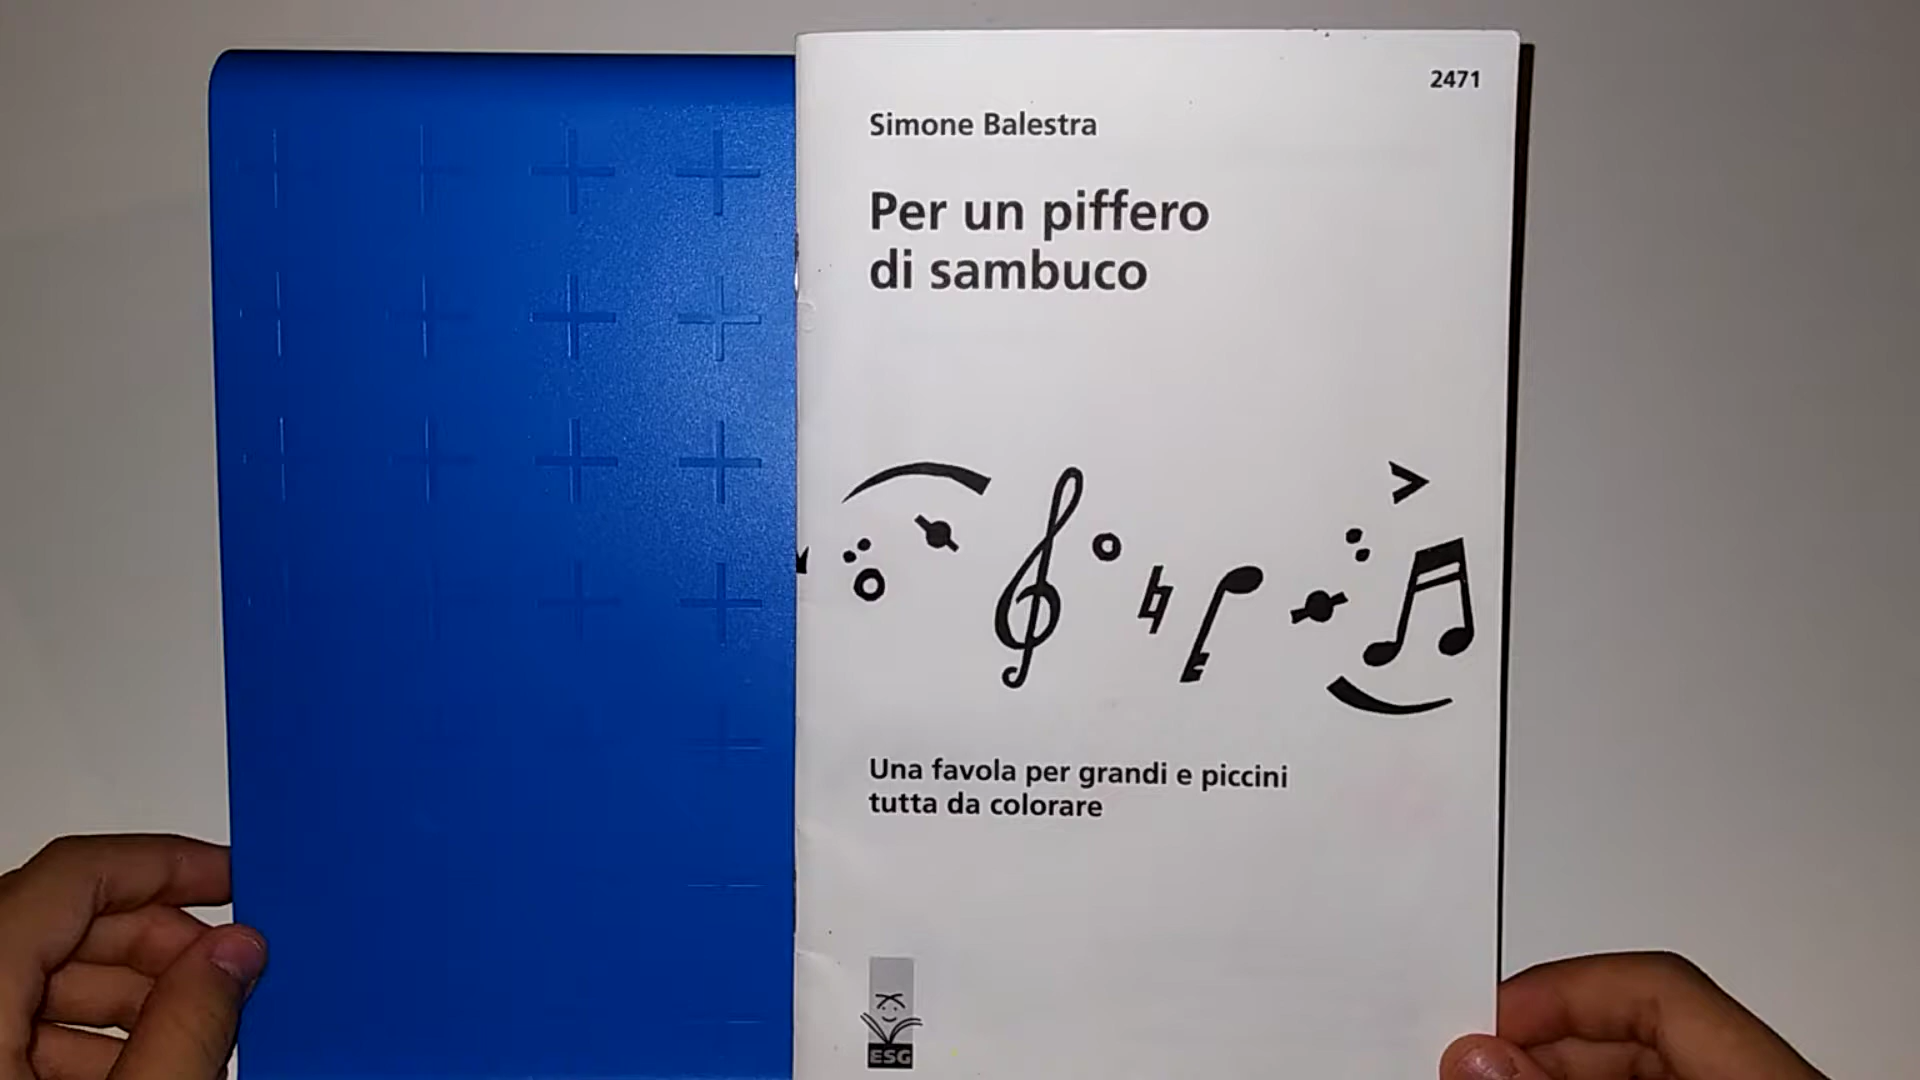 2471
Simone Balestra
Per un piffero
di sambuco
Una favola per grandi e piccini
tutta da colorare
ESG